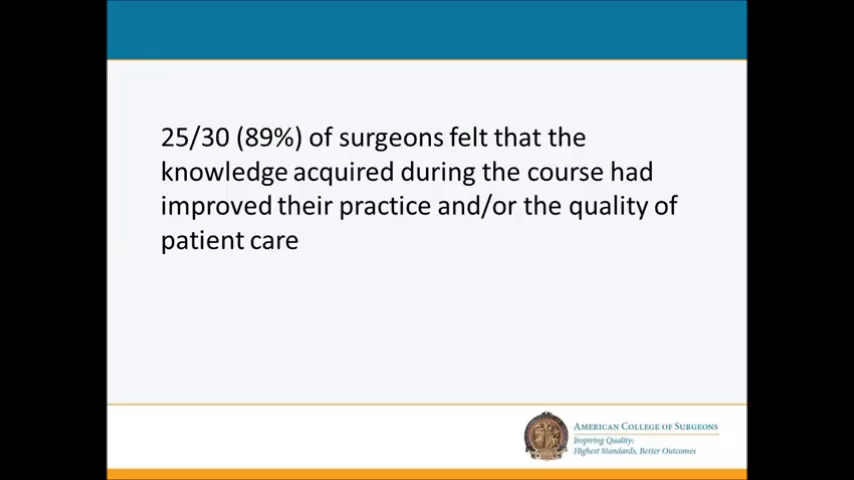 25/30 (89%) of surgeons felt that the
knowledge acquired during the course had
improved their practice and/or the quality of
patient care
AMERICAN COLLEGE OF SURGEONS
Inspiring Quality:
Highest Standards, Better Outcomes